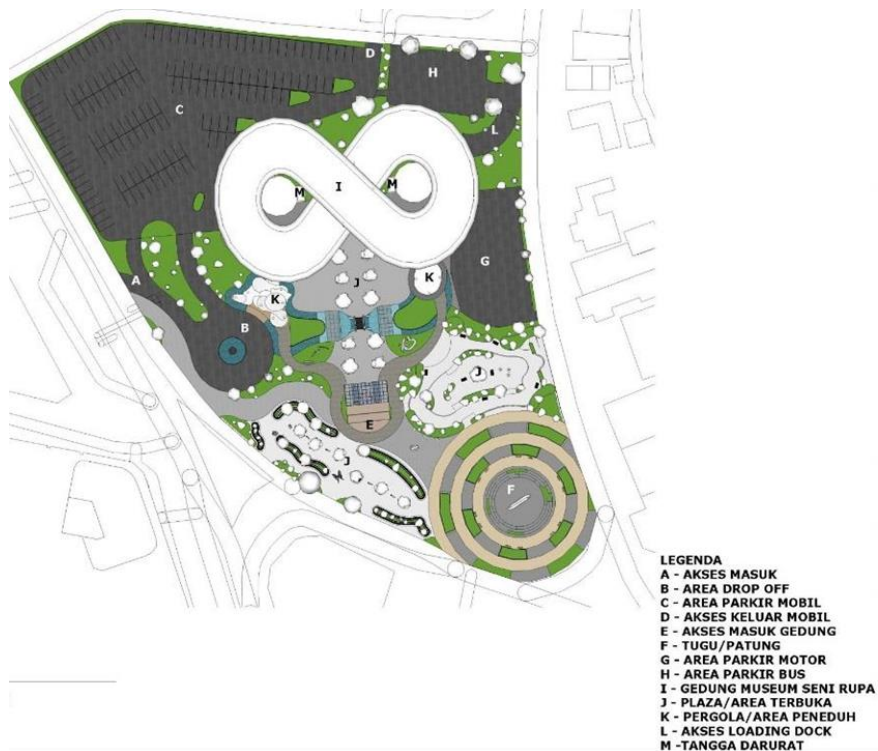 D
H
C
L
M
I
M
G
A
K
J
K
B
J
E
J
F
LEGENDA
A - AKSES MASUK
B - AREA DROP OFF
C - AREA PARKIR MOBIL
D - AKSES KELUAR MOBIL
E - AKSES MASUK GEDUNG
F - TUGU/PATUNG
G - AREA PARKIR MOTOR
H - AREA PARKIR BUS
I - GEDUNG MUSEUM SENI RUPA
J - PLAZA/AREA TERBUKA
K - PERGOLA/AREA PENEDUH
L - AKSES LOADING DOCK
M -TANGGA DARURAT